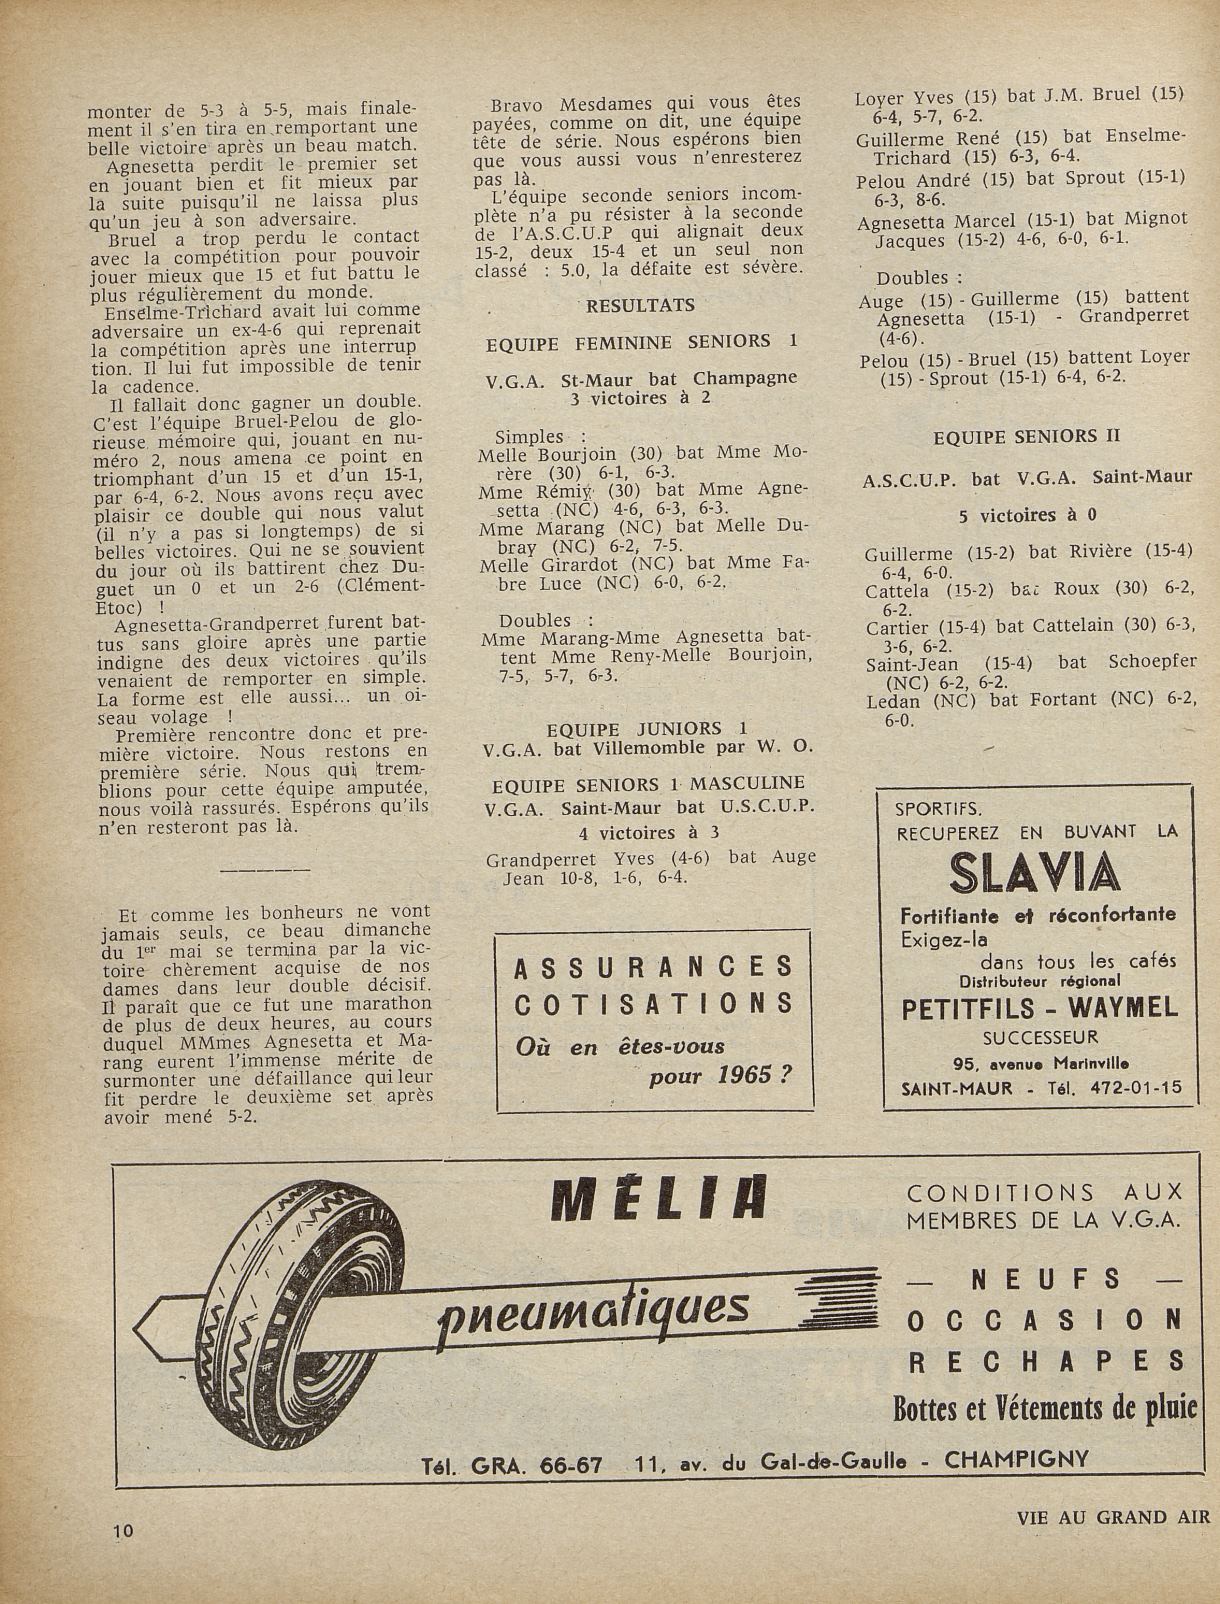 monter de 5-3 à 5-5, mais finale-
ment il s'en tira en remportant une
belle victoire après un beau match.
Agnesetta perdit le premier set
en jouant bien et fit mieux par
la suite puisqu'il ne laissa plus
qu'un jeu à son adversaire.
Bruel a trop perdu le contact
avec la compétition pour pouvoir
jouer mieux que 15 et fut battu le
plus régulièrement du monde.
Enselme-Trichard avait lui comme
adversaire un ex-4-6 qui reprenait
la compétition après une interrup
tion. Il lui fut impossible de tenir
la cadence.
Il fallait donc gagner un double.
C'est l'équipe Bruel-Pelou de glo-
rieuse mémoire qui, jouant en nu-
méro 2, nous amena ce point en
triomphant d'un 15 et d'un 15-1,
par 6-4, 6-2. Nous avons reçu avec
plaisir ce double qui nous valut
(il n'y a pas si longtemps) de si
belles victoires. Qui ne se souvient
du jour où ils battirent chez Du-
guet un 0 et un 2-6 (Clément-
Etoc) !
Agnesetta-Grandperret furent bat-
tus sans gloire après une partie
indigne des deux victoires qu'ils
venaient de remporter en simple.
La forme est elle aussi... un oi-
seau volage !
Première rencontre donc et pre-
mière victoire. Nous restons en
première série. Nous qui trem-
blions pour cette équipe amputée,
nous voilà rassurés. Espérons qu'ils
n'en resteront pas là.
Et comme les bonheurs ne vont
jamais seuls, ce beau dimanche
du 1er mai se termina par la vic-
toire chèrement acquise de nos
dames dans leur double décisif.
Il paraît que ce fut une marathon
de plus de deux heures, au cours
duquel MMmes Agnesetta et Ma-
rang eurent l'immense mérite de
surmonter une défaillance qui leur
fit perdre le deuxième set après
avoir mené 5-2.
Bravo Mesdames qui vous êtes
payées, comme on dit, une équipe
tête de série. Nous espérons bien
que vous aussi vous n'enresterez
pas là.
L'équipe seconde seniors incom-
plète n'a pu résister à la seconde
de l'A.S.C.U.P qui alignait deux
15-2, deux 15-4 et un seul non
classé : 5.0, la défaite est sévère.
RESULTATS
EQUIPE FEMININE SENIORS 1
V.G.A. St-Maur bat Champagne
3 victoires à 2
Simples :
Melle Bourjoin (30) bat Mme Mo-
rère (30) 6-1, 6-3.
Mme Rémiy (30) bat Mme Agne-
setta (NC) 4-6, 6-3, 6-3.
Mme Marang (NC) bat Melle Du-
bray (NC) 6-2, 7-5.
Melle Girardot (NC) bat Mme Fa-
bre Luce (NC) 6-0, 6-2.
Doubles :
Mme Marang-Mme Agnesetta bat-
tent Mme Reny-Melle Bourjoin,
7-5, 5-7, 6-3.
EQUIPE JUNIORS 1
V.G.A. bat Villemomble par W. O.
EQUIPE SENIORS 1 MASCULINE
V.G.A. Saint-Maur bat U.S.C.U.P.
4 victoires à 3
Grandperret Yves (4-6) bat Auge
Jean 10-8, 1-6, 6-4.
ASSURANCES
COTISATIONS
Où en êtes-vous
pour 1965 ?
Loyer Yves (15) bat J.M. Bruel (15)
6-4, 5-7, 6-2.
Guillerme René (15) bat Enselme-
Trichard (15) 6-3, 6-4.
Pelou André (15) bat Sprout (15-1)
6-3, 8-6.
Agnesetta Marcel (15-1) bat Mignot
Jacques (15-2) 4-6, 6-0, 6-1.
Doubles :
Auge (15) - Guillerme (15) battent
Agnesetta (15-1) - Grandperret
(4-6).
Pelou (15) - Bruel (15) battent Loyer
(15) - Sprout (15-1) 6-4, 6-2.
EQUIPE SENIORS II
A.S.C.U.P. bat V.G.A. Saint-Maur
5 victoires à 0
Guillerme (15-2) bat Rivière (15-4)
6-4, 6-0.
Cattela (15-2) bat Roux (30) 6-2,
6-2.
Cartier (15-4) bat Cattelain (30) 6-3,
3-6, 6-2.
Saint-Jean (15-4) bat Schoepfer
(NC) 6-2, 6-2.
Ledan (NC) bat Fortant (NC) 6-2,
6-0.
SPORTIFS.
RECUPEREZ EN BUVANT LA
SLAVIA
Fortifiante et réconfortante
Exigez-la
dans tous les cafés
Distributeur régional
PETITFILS - WAYMEL
SUCCESSEUR
95, avenue Marinville
SAINT-MAUR - Tél. 472-01-15
MÉLIA
pneumatiques
CONDITIONS AUX
MEMBRES DE LA V.G.A.
— NEUFS —
OCCASION
RECHAPES
Bottes et Vétements de pluie
Tél. GRA. 66-67 11, av. du Gal-de-Gaulle - CHAMPIGNY
10
VIE AU GRAND AIR